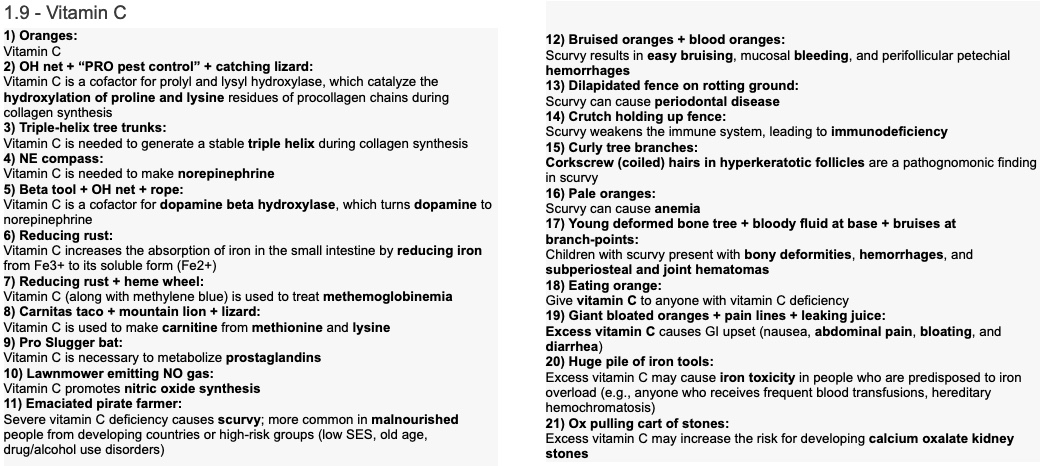 1.9 - Vitamin C
1) Oranges:
Vitamin C
2) OH net + “PRO pest control” + catching lizard:
Vitamin C is a cofactor for prolyl and lysyl hydroxylase, which catalyze the
hydroxylation of proline and lysine residues of procollagen chains during
collagen synthesis
3) Triple-helix tree trunks:
Vitamin C is needed to generate a stable triple helix during collagen synthesis
4) NE compass:
Vitamin C is needed to make norepinephrine
5) Beta tool + OH net + rope:
Vitamin C is a cofactor for dopamine beta hydroxylase, which turns dopamine to
norepinephrine
6) Reducing rust:
Vitamin C increases the absorption of iron in the small intestine by reducing iron
from Fe3+ to its soluble form (Fe2+)
7) Reducing rust + heme wheel:
Vitamin C (along with methylene blue) is used to treat methemoglobinemia
8) Carnitas taco + mountain lion + lizard:
Vitamin C is used to make carnitine from methionine and lysine
9) Pro Slugger bat:
Vitamin C is necessary to metabolize prostaglandins
10) Lawnmower emitting NO gas:
Vitamin C promotes nitric oxide synthesis
11) Emaciated pirate farmer:
Severe vitamin C deficiency causes scurvy; more common in malnourished
people from developing countries or high-risk groups (low SES, old age,
drug/alcohol use disorders)
12) Bruised oranges + blood oranges:
Scurvy results in easy bruising, mucosal bleeding, and perifollicular petechial
hemorrhages
13) Dilapidated fence on rotting ground:
Scurvy can cause periodontal disease
14) Crutch holding up fence:
Scurvy weakens the immune system, leading to immunodeficiency
15) Curly tree branches:
Corkscrew (coiled) hairs in hyperkeratotic follicles are a pathognomonic finding
in scurvy
16) Pale oranges:
Scurvy can cause anemia
17) Young deformed bone tree + bloody fluid at base + bruises at
branch-points:
Children with scurvy present with bony deformities, hemorrhages, and
subperiosteal and joint hematomas
18) Eating orange:
Give vitamin C to anyone with vitamin C deficiency
19) Giant bloated oranges + pain lines + leaking juice:
Excess vitamin C causes GI upset (nausea, abdominal pain, bloating, and
diarrhea)
20) Huge pile of iron tools:
Excess vitamin C may cause iron toxicity in people who are predisposed to iron
overload (e.g., anyone who receives frequent blood transfusions, hereditary
hemochromatosis)
21) Ox pulling cart of stones:
Excess vitamin C may increase the risk for developing calcium oxalate kidney
stones